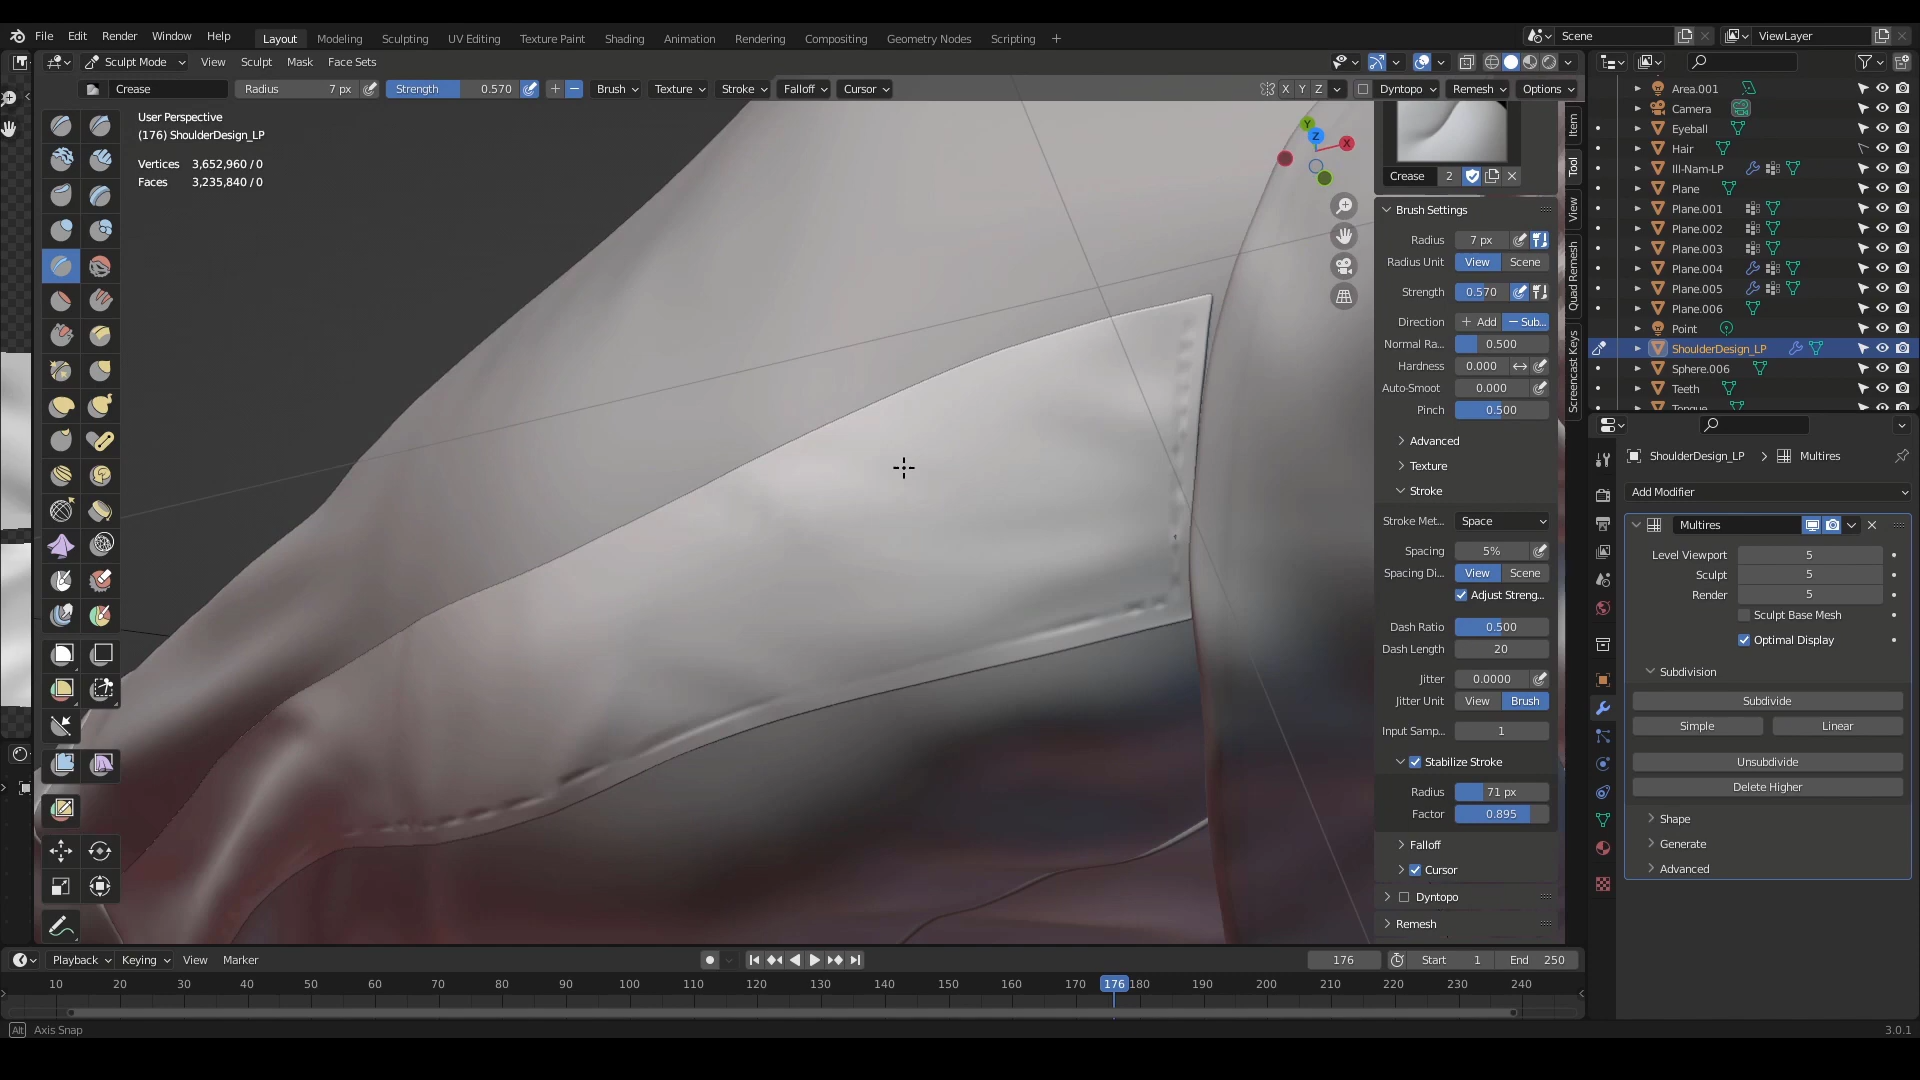 File Edit Render Window Help Layout Modeling Sculpting UV Editing Texture Paint Shading Animation Rendering Compositing Geometry Nodes Scripting + Scene ViewLayer
Sculpt Mode View Sculpt Mask Face Sets
Crease Radius 7 px Strength 0.570 Brush Texture Stroke Falloff Cursor X Y Z Dyntopo Remesh Options
User Perspective
(176) ShoulderDesign_LP
Vertices 3,652,960 / 0
Faces 3,235,840 / 0
Y
Z
X
Crease 2
Brush Settings
Radius 7 px
Radius Unit View Scene
Strength 0.570
Direction + Add — Sub...
Normal Ra... 0.500
Hardness 0.000
Auto-Smoot 0.000
Pinch 0.500
Advanced
Texture
Stroke
Stroke Met... Space
Spacing 5%
Spacing Di... View Scene
Adjust Streng...
Dash Ratio 0.500
Dash Length 20
Jitter 0.0000
Jitter Unit View Brush
Input Samp... 1
Stabilize Stroke
Radius 71 px
Factor 0.895
Falloff
Cursor
Dyntopo
Remesh
Item
Tool
View
Quad Remesh
Screencast Keys
Area.001
Camera
Eyeball
Hair
Ill-Nam-LP
Plane
Plane.001
Plane.002
Plane.003
Plane.004
Plane.005
Plane.006
Point
ShoulderDesign_LP
Sphere.006
Teeth
Tongue
ShoulderDesign_LP Multires
Add Modifier
Multires
Level Viewport 5
Sculpt 5
Render 5
Sculpt Base Mesh
Optimal Display
Subdivision
Subdivide
Simple Linear
Unsubdivide
Delete Higher
Shape
Generate
Advanced
Playback Keying View Marker 176 Start 1 End 250
10 20 30 40 50 60 70 80 90 100 110 120 130 140 150 160 170 176 180 190 200 210 220 230 240
Alt Axis Snap 3.0.1